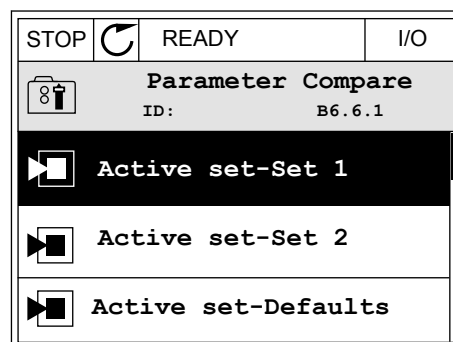 STOP READY I/O
Parameter Compare
ID: B6.6.1
Active set-Set 1
Active set-Set 2
Active set-Defaults